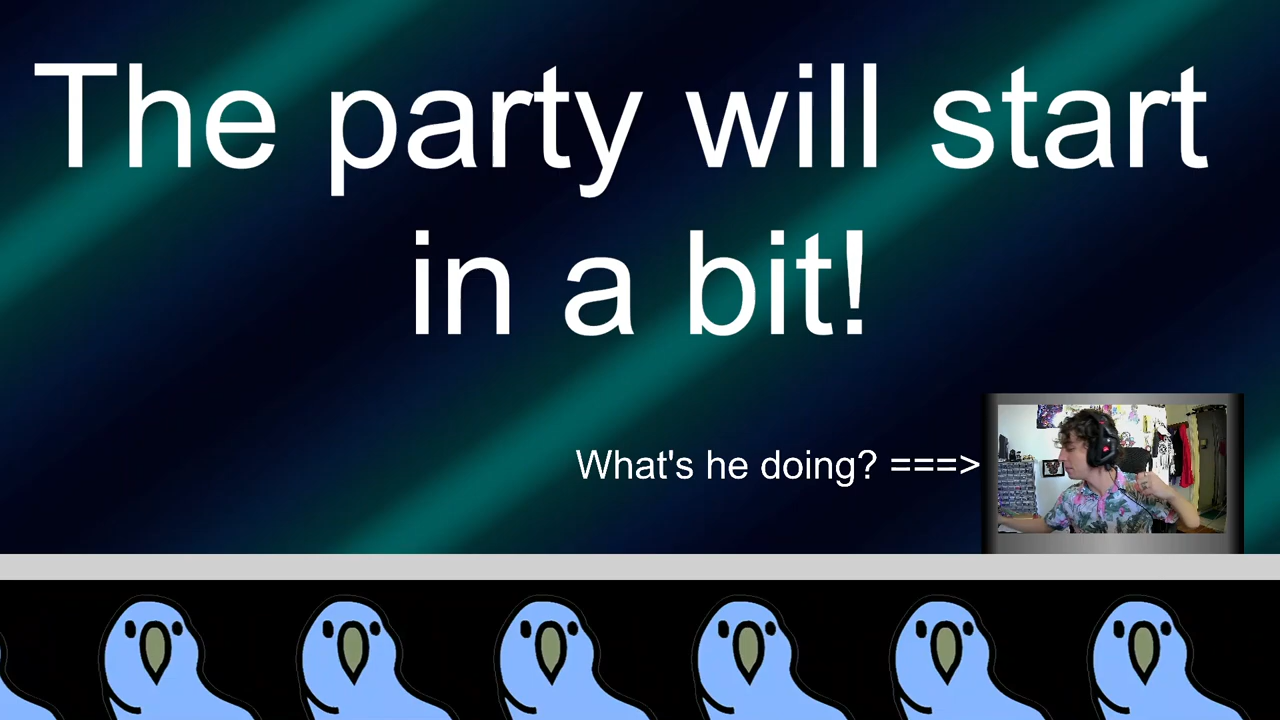 The party will start
in a bit!
What's he doing? ===>